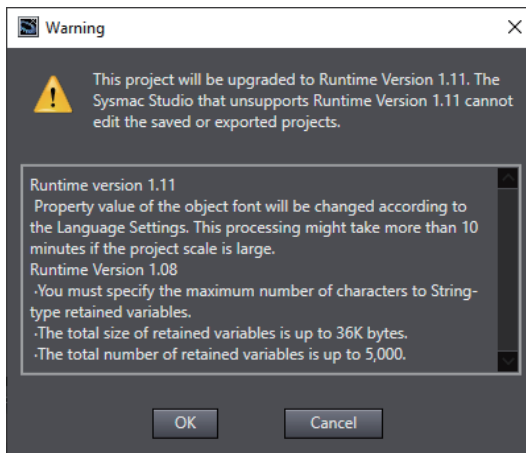 Warning
This project will be upgraded to Runtime Version 1.11. The
Sysmac Studio that unsupports Runtime Version 1.11 cannot
edit the saved or exported projects.
Runtime version 1.11
Property value of the object font will be changed according to
the Language Settings. This processing might take more than 10
minutes if the project scale is large.
Runtime Version 1.08
·You must specify the maximum number of characters to String-
type retained variables.
·The total size of retained variables is up to 36K bytes.
·The total number of retained variables is up to 5,000.
OK
Cancel